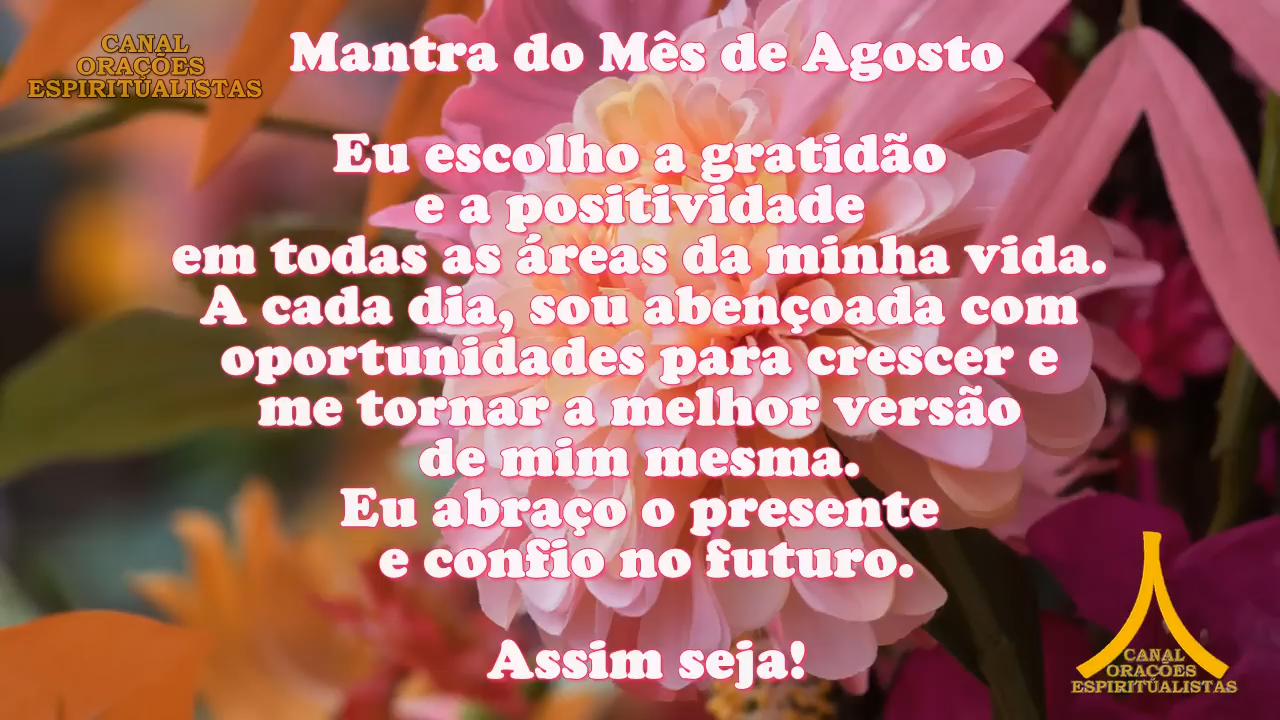 CANAL
ORAÇÕES
ESPIRITUALISTAS
Mantra do Mês de Agosto
Eu escolho a gratidão
e a positividade
em todas as áreas da minha vida.
A cada dia, sou abençoada com
oportunidades para crescer e
me tornar a melhor versão
de mim mesma.
Eu abraço o presente
e confio no futuro.
Assim seja!
CANAL
ORAÇÕES
ESPIRITUALISTAS